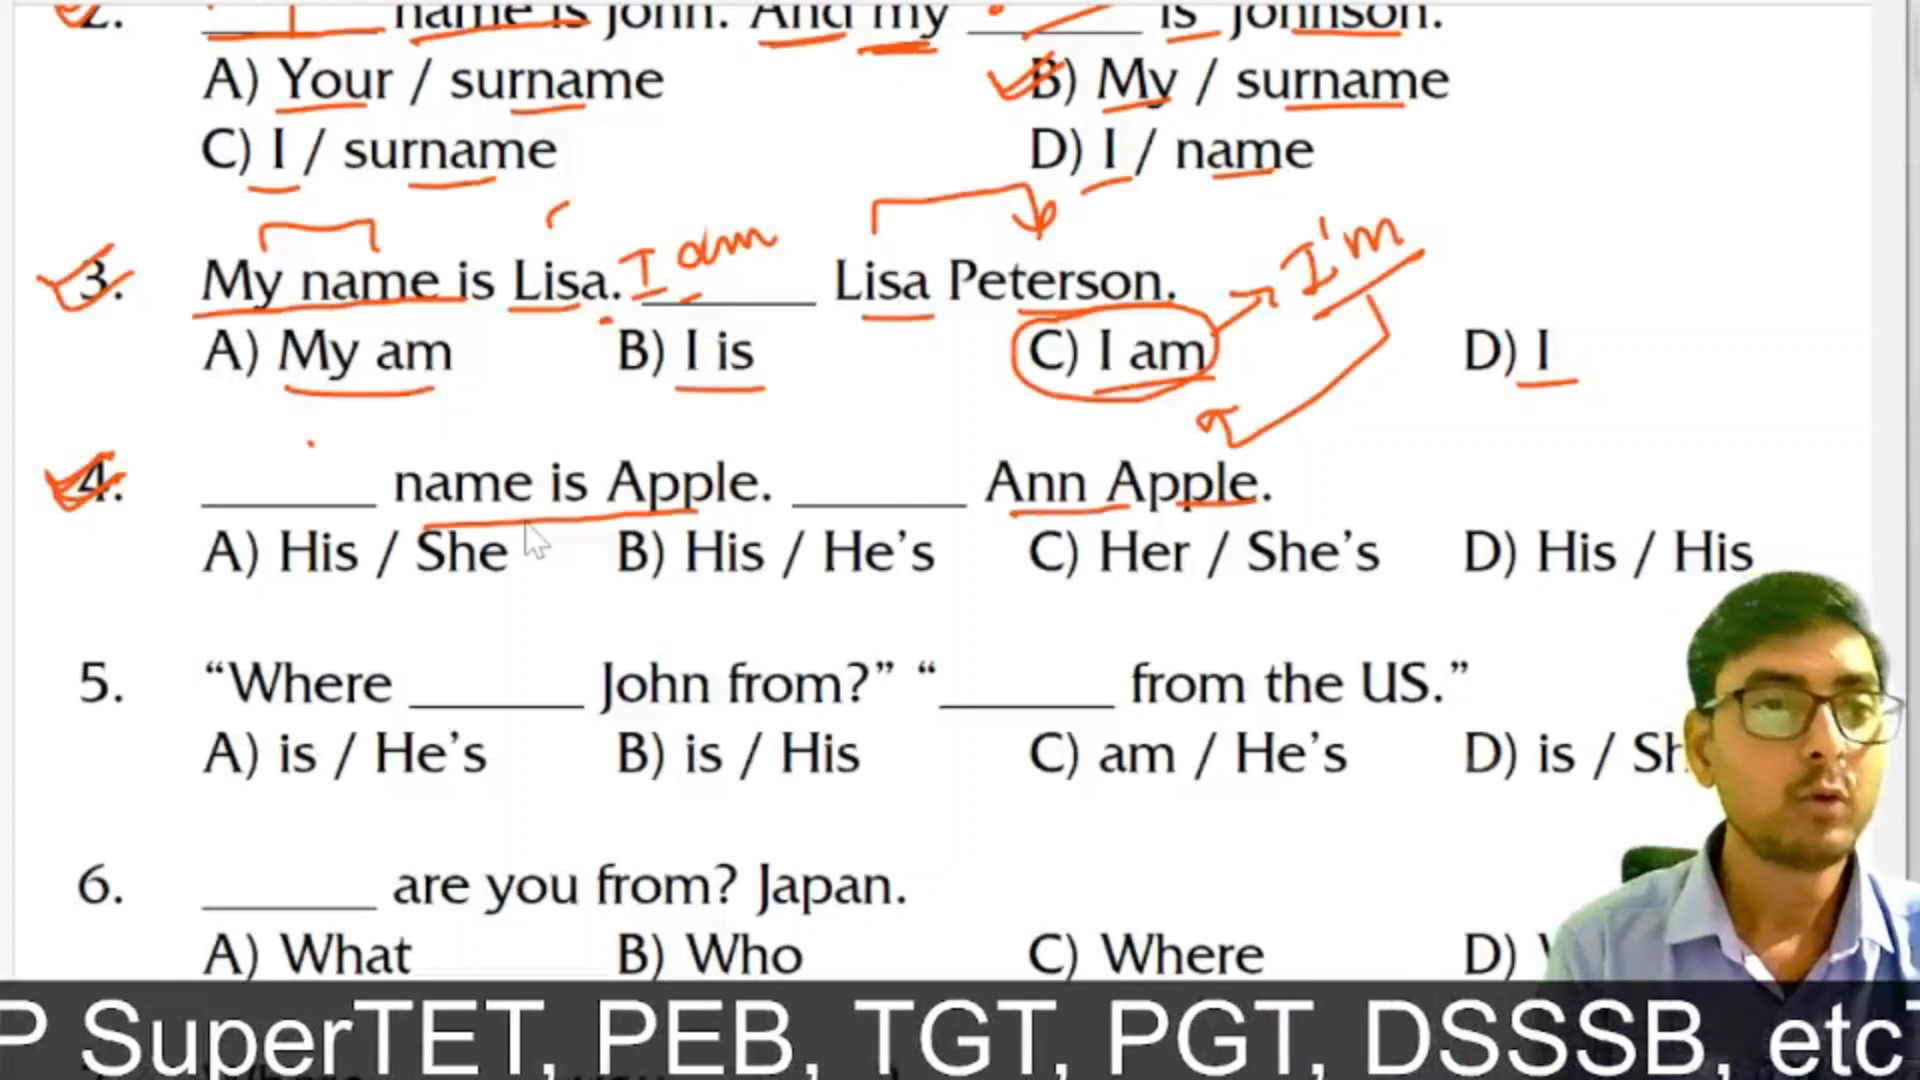 2. ______ name is John. And my ______ is Johnson.
A) Your / surname B) My / surname
C) I / surname D) I / name
I am
I'm
3. My name is Lisa. ______ Lisa Peterson.
A) My am B) I is C) I am D) I
4. ______ name is Apple. ______ Ann Apple.
A) His / She B) His / He’s C) Her / She’s D) His / His
5. “Where ______ John from?” “______ from the US.”
A) is / He’s B) is / His C) am / He’s D) is / Sh
6. ______ are you from? Japan.
A) What B) Who C) Where D)
P SuperTET, PEB, TGT, PGT, DSSSB, etc